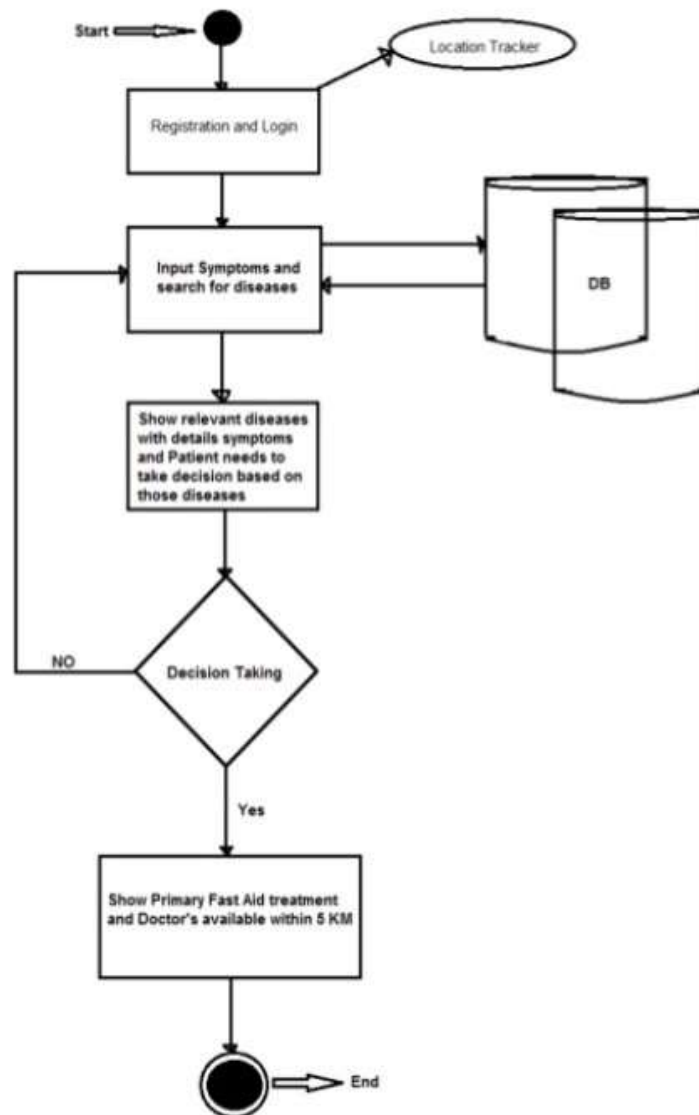 Start
Location Tracker
Registration and Login
Input Symptoms and
search for diseases
DB
Show relevant diseases
with details symptoms
and Patient needs to
take decision based on
those diseases
NO
Decision Taking
Yes
Show Primary Fast Aid treatment
and Doctor's available within 5 KM
End